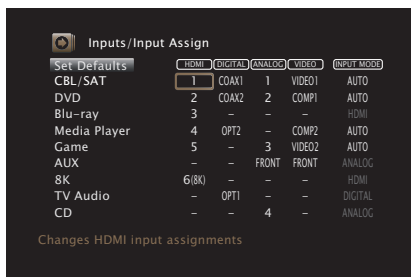 Inputs/Input Assign
Set Defaults HDMI DIGITAL ANALOG VIDEO INPUT MODE
CBL/SAT 1 COAX1 1 VIDEO1 AUTO
DVD 2 COAX2 2 COMP1 AUTO
Blu-ray 3 – – – HDMI
Media Player 4 OPT2 – COMP2 AUTO
Game 5 – 3 VIDEO2 AUTO
AUX – – FRONT FRONT ANALOG
8K 6(8K) – – – HDMI
TV Audio – OPT1 – – DIGITAL
CD – – 4 – ANALOG
Changes HDMI input assignments